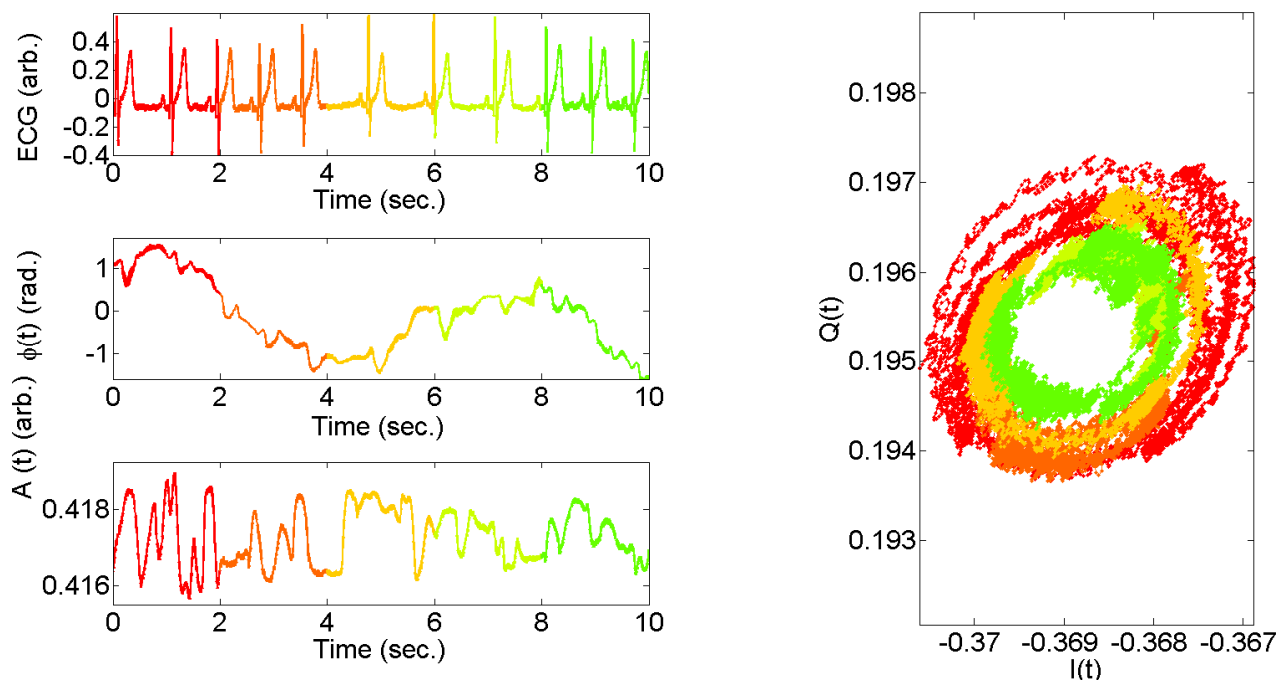 ECG (arb.)
0.4
0.2
0
-0.2
-0.4
0 2 4 6 8 10
Time (sec.)
ϕ(t) (rad.)
1
0
-1
0 2 4 6 8 10
Time (sec.)
A (t) (arb.)
0.418
0.416
0 2 4 6 8 10
Time (sec.)
Q(t)
0.198
0.197
0.196
0.195
0.194
0.193
-0.37 -0.369 -0.368 -0.367
I(t)